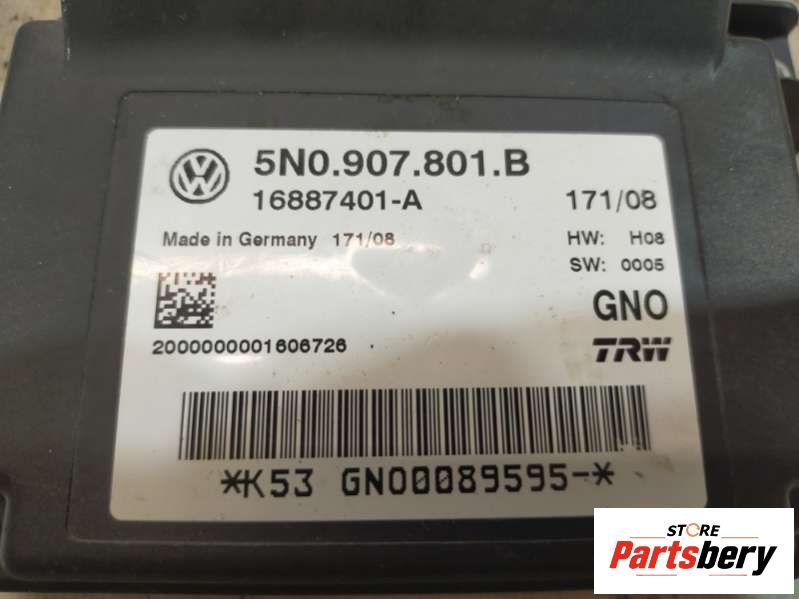 5N0.907.801.B
16887401-A 171/08
Made in Germany 171/08 HW: H08
SW: 0005
GNO
2000000001606726 TRW
*K53 GNO0089595-*
STORE
Partsbery